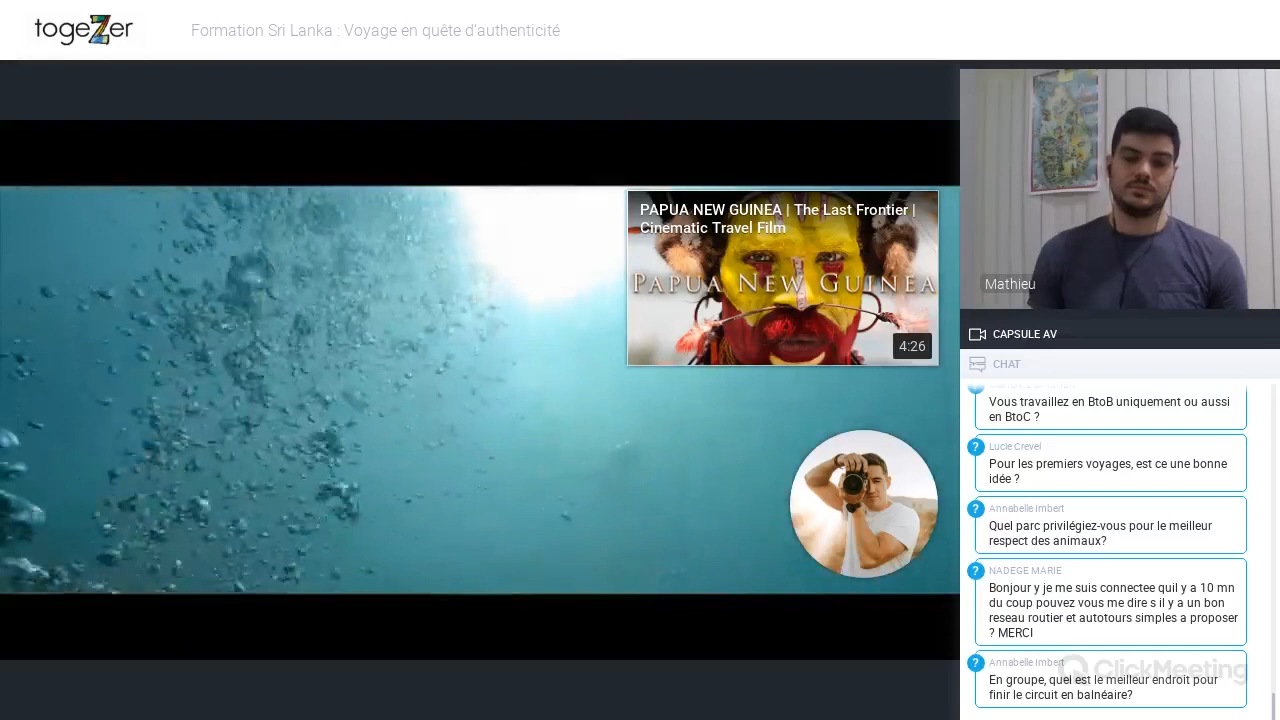 togeZer
Formation Sri Lanka : Voyage en quête d'authenticité
PAPUA NEW GUINEA | The Last Frontier |
Cinematic Travel Film
PAPUA NEW GUINEA
4:26
Mathieu
CAPSULE AV
CHAT
Vous travaillez en BtoB uniquement ou aussi
en BtoC ?
? Lucie Crevel
Pour les premiers voyages, est ce une bonne
idée ?
? Annabelle Imbert
Quel parc privilégiez-vous pour le meilleur
respect des animaux?
? NADEGE MARIE
Bonjour y je me suis connectee quil y a 10 mn
du coup pouvez vous me dire s il y a un bon
reseau routier et autotours simples a proposer
? MERCI
? Annabelle Imbert
ClickMeeting
En groupe, quel est le meilleur endroit pour
finir le circuit en balnéaire?